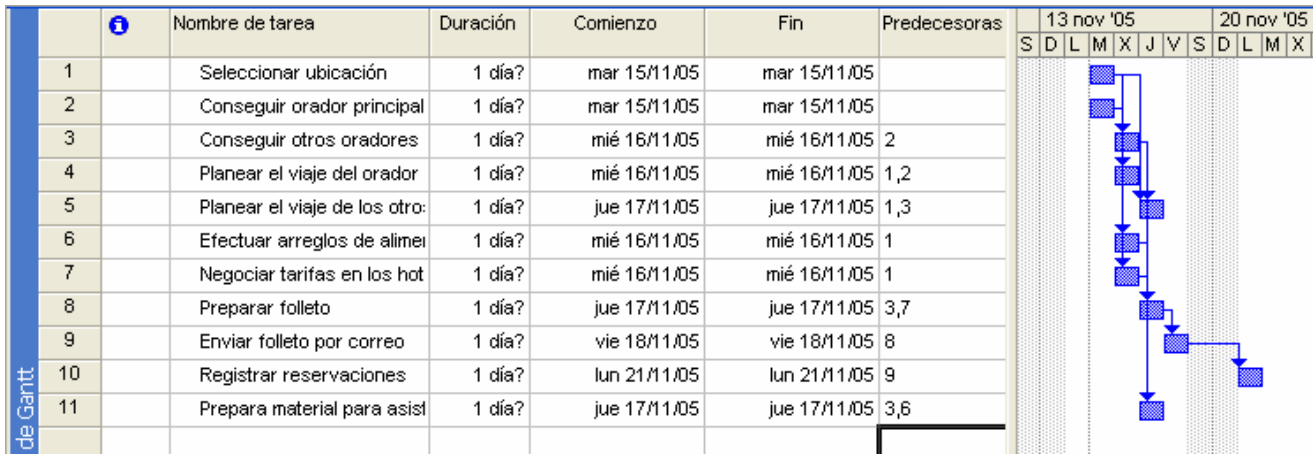 Nombre de tarea Duración Comienzo Fin Predecesoras 13 nov '05 20 nov '05
S D L M X J V S D L M X
1 Seleccionar ubicación 1 día? mar 15/11/05 mar 15/11/05
2 Conseguir orador principal 1 día? mar 15/11/05 mar 15/11/05
3 Conseguir otros oradores 1 día? mié 16/11/05 mié 16/11/05 2
4 Planear el viaje del orador 1 día? mié 16/11/05 mié 16/11/05 1,2
5 Planear el viaje de los otro 1 día? jue 17/11/05 jue 17/11/05 1,3
6 Efectuar arreglos de alimen 1 día? mié 16/11/05 mié 16/11/05 1
7 Negociar tarifas en los hot 1 día? mié 16/11/05 mié 16/11/05 1
8 Preparar folleto 1 día? jue 17/11/05 jue 17/11/05 3,7
9 Enviar folleto por correo 1 día? vie 18/11/05 vie 18/11/05 8
10 Registrar reservaciones 1 día? lun 21/11/05 lun 21/11/05 9
11 Prepara material para asist 1 día? jue 17/11/05 jue 17/11/05 3,6
de Gantt